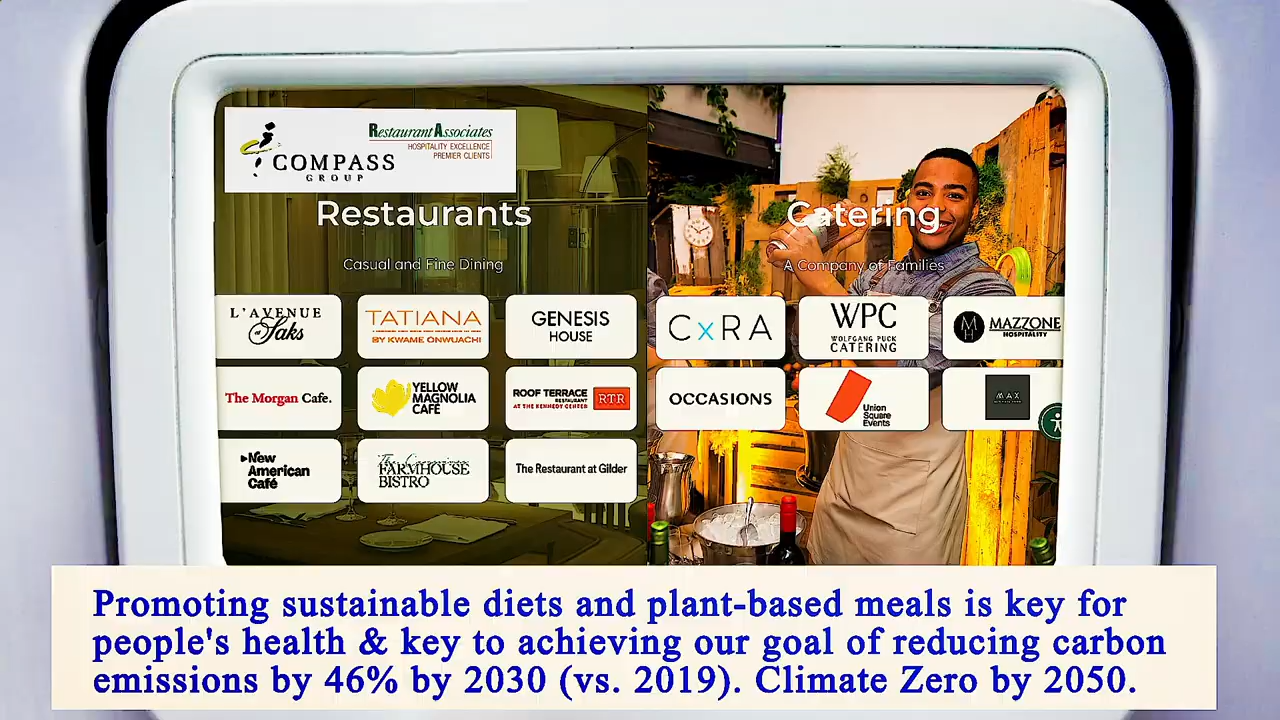 COMPASS
GROUP
Restaurant Associates
HOSPITALITY EXCELLENCE
PREMIER CLIENTS
Restaurants
Casual and Fine Dining
L'AVENUE
at Saks
TATIANA
BY KWAME ONWUACHI
GENESIS
HOUSE
The Morgan Cafe.
YELLOW
MAGNOLIA
CAFÉ
ROOF TERRACE
RESTAURANT
AT THE KENNEDY CENTER
RTR
New
American
Café
FARMHOUSE
BISTRO
The Restaurant at Gilder
Catering
A Company of Families
CxRA
WPC
WOLFGANG PUCK
CATERING
MH
MAZZONE
HOSPITALITY
OCCASIONS
Union
Square
Events
MAX
Promoting sustainable diets and plant-based meals is key for
people's health & key to achieving our goal of reducing carbon
emissions by 46% by 2030 (vs. 2019). Climate Zero by 2050.